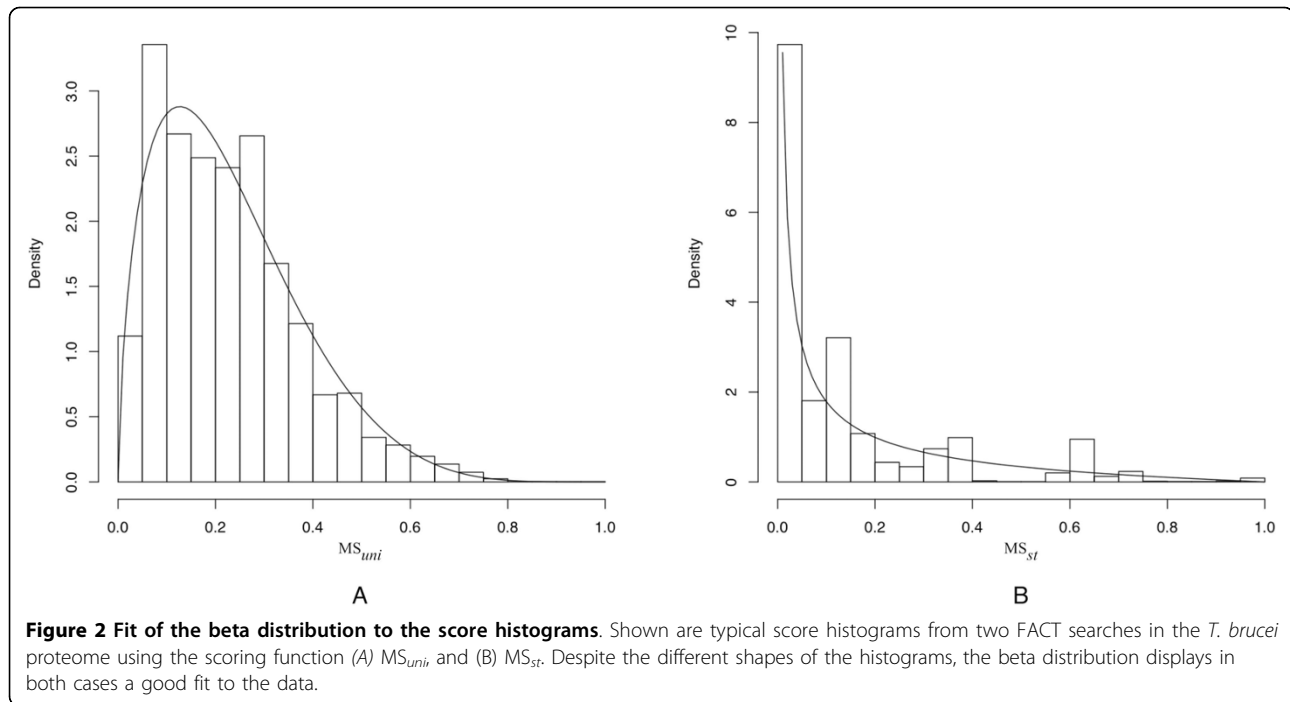 Density
3.0
2.5
2.0
1.5
1.0
0.5
0.0
0.0 0.2 0.4 0.6 0.8 1.0
MSuni
A
Density
10
8
6
4
2
0
0.0 0.2 0.4 0.6 0.8 1.0
MSst
B
Figure 2 Fit of the beta distribution to the score histograms. Shown are typical score histograms from two FACT searches in the T. brucei
proteome using the scoring function (A) MSuni, and (B) MSst. Despite the different shapes of the histograms, the beta distribution displays in
both cases a good fit to the data.